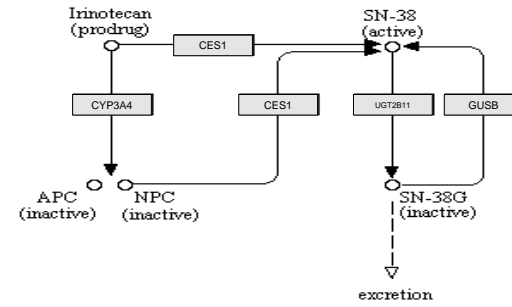 Irinotecan
(prodrug)
SN-38
(active)
CES1
CYP3A4
CES1
UGT2B11
GUSB
APC
(inactive)
NPC
(inactive)
SN-38G
(inactive)
excretion